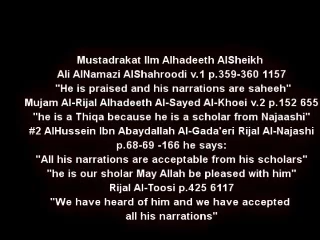 Mustadrakat Ilm Alhadeeth AlSheikh
Ali AlNamazi AlShahroodi v.1 p.359-360 1157
"He is praised and his narrations are saheeh"
Mujam Al-Rijal Alhadeeth Al-Sayed Al-Khoei v.2 p.152 655
"he is a Thiqa because he is a scholar from Najaashi"
#2 AlHussein Ibn Abaydallah Al-Gada'eri Rijal Al-Najashi
p.68-69 -166 he says:
"All his narrations are acceptable from his scholars"
"he is our sholar May Allah be pleased with him"
Rijal Al-Toosi p.425 6117
"We have heard of him and we have accepted
all his narrations"